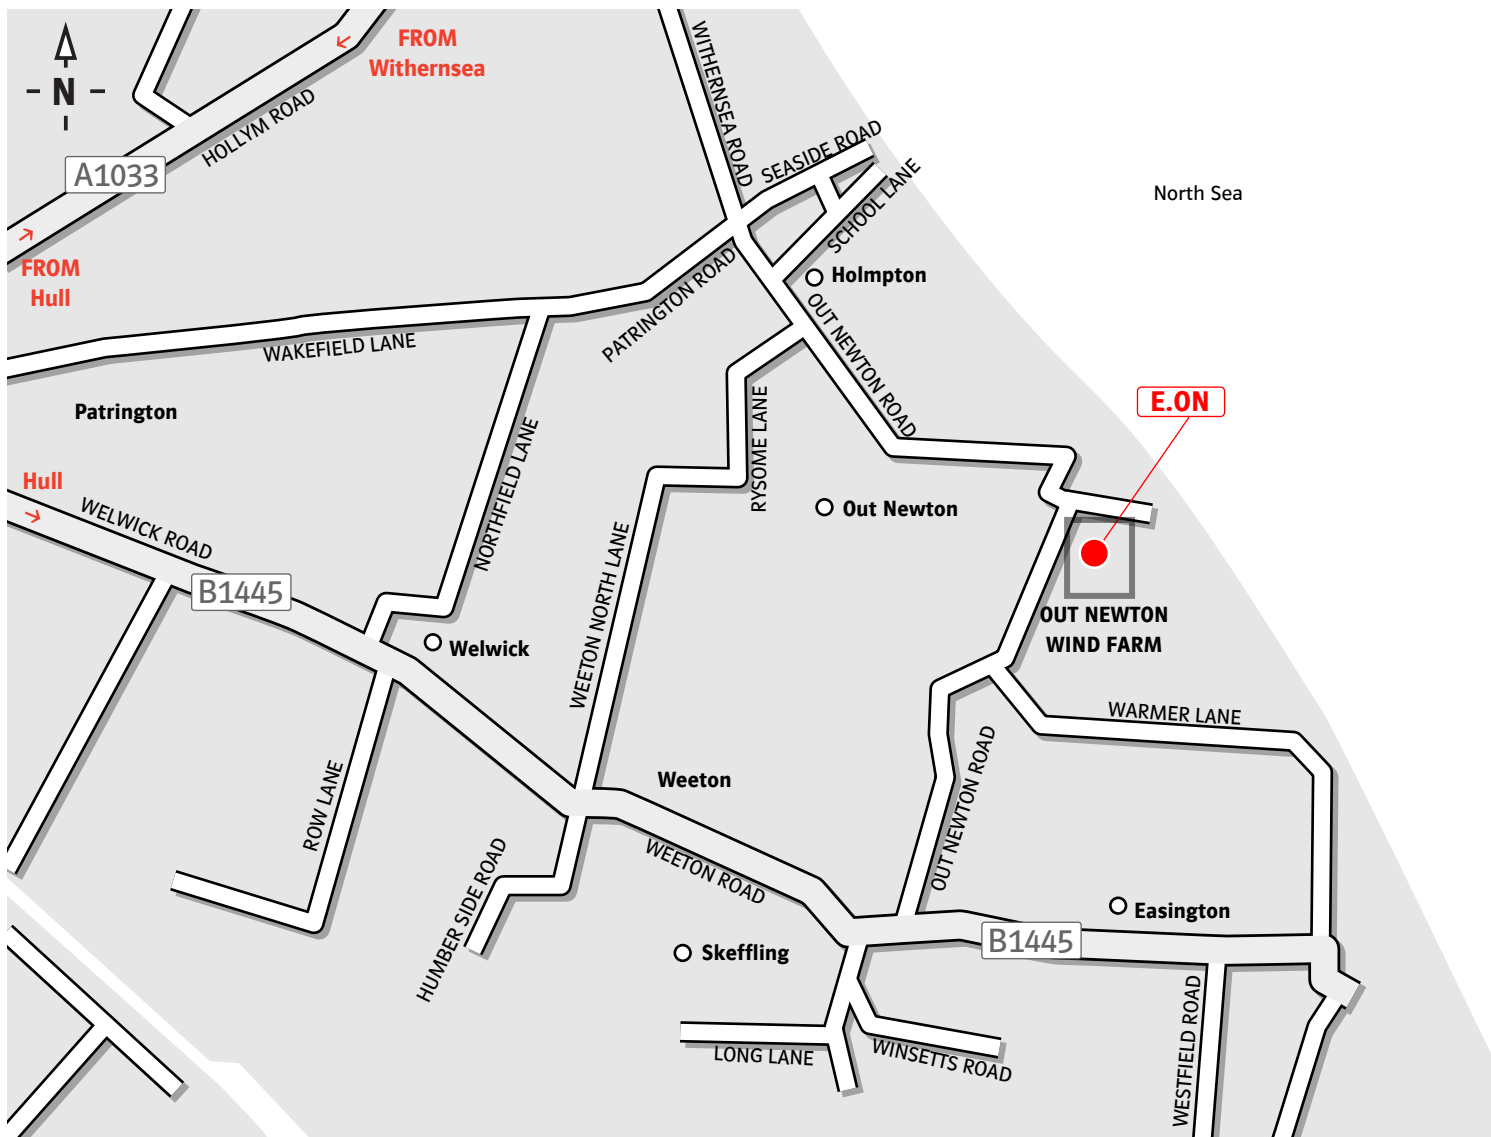 FROM
Withernsea
N
WITHERNSEA ROAD
HOLLYM ROAD
SEASIDE ROAD
A1033
SCHOOL LANE
North Sea
FROM
Hull
Holmpton
PATRINGTON ROAD
OUT NEWTON ROAD
WAKEFIELD LANE
E.ON
Patrington
RYSOME LANE
NORTHFIELD LANE
Hull
WELWICK ROAD
Out Newton
B1445
WEETON NORTH LANE
OUT NEWTON
WIND FARM
Welwick
WARMER LANE
Weeton
ROW LANE
OUT NEWTON ROAD
WEETON ROAD
HUMBER SIDE ROAD
Easington
B1445
Skeffling
WESTFIELD ROAD
LONG LANE
WINSETTS ROAD